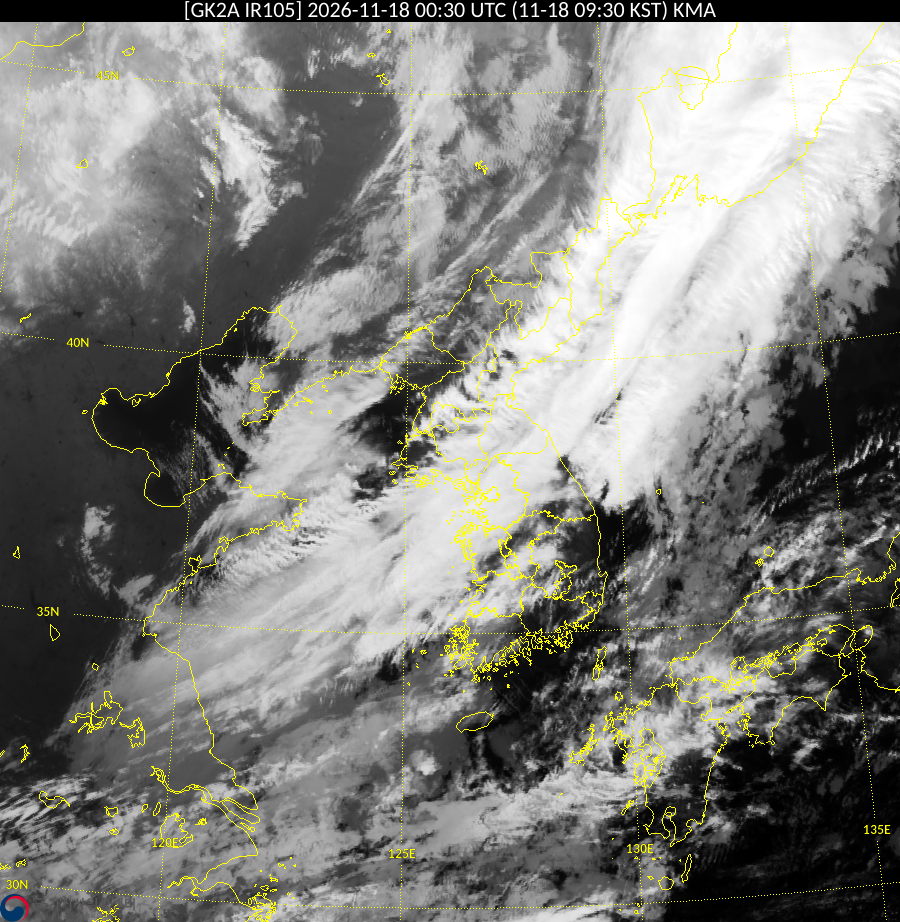 [GK2A IR105] 2026-11-18 00:30 UTC (11-18 09:30 KST) KMA
45N
40N
35N
135E
120E
125E
130E
30N